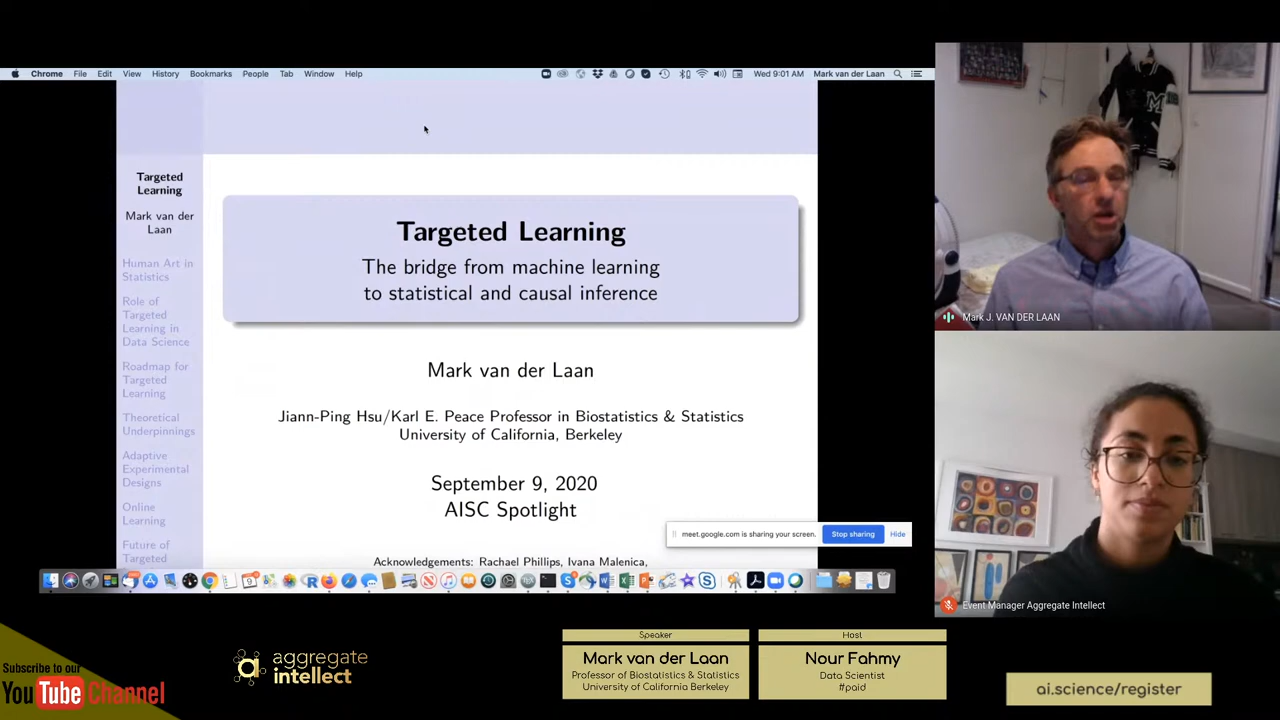 Chrome File Edit View History Bookmarks People Tab Window Help
Wed 9:01 AM Mark van der Laan
Targeted
Learning
Mark van der
Laan
Human Art in
Statistics
Role of
Targeted
Learning in
Data Science
Roadmap for
Targeted
Learning
Theoretical
Underpinnings
Adaptive
Experimental
Designs
Online
Learning
Future of
Targeted
Targeted Learning
The bridge from machine learning
to statistical and causal inference
Mark van der Laan
Jiann-Ping Hsu/Karl E. Peace Professor in Biostatistics & Statistics
University of California, Berkeley
September 9, 2020
AISC Spotlight
Acknowledgements: Rachael Phillips, Ivana Malenica,
meet.google.com is sharing your screen. Stop sharing Hide
Mark J. VAN DER LAAN
M
Event Manager Aggregate Intellect
Subscribe to our
YouTube Channel
aggregate
intellect
Speaker
Mark van der Laan
Professor of Biostatistics & Statistics
University of California Berkeley
Host
Nour Fahmy
Data Scientist
#paid
ai.science/register